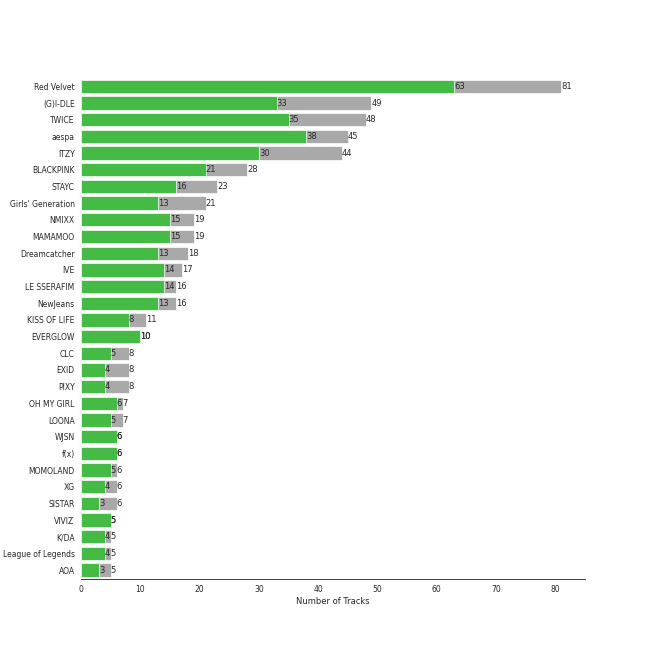 Red Velvet 63 81
(G)I-DLE 33 49
TWICE 35 48
aespa 38 45
ITZY 30 44
BLACKPINK 21 28
STAYC 16 23
Girls' Generation 13 21
NMIXX 15 19
MAMAMOO 15 19
Dreamcatcher 13 18
IVE 14 17
LE SSERAFIM 14 16
NewJeans 13 16
KISS OF LIFE 8 11
EVERGLOW 10 10
CLC 5 8
EXID 4 8
PIXY 4 8
OH MY GIRL 6 7
LOONA 5 7
WJSN 6 6
f(x) 6 6
MOMOLAND 5 6
XG 4 6
SISTAR 3 6
VIVIZ 5 5
K/DA 4 5
League of Legends 4 5
AOA 3 5
0 10 20 30 40 50 60 70 80
Number of Tracks